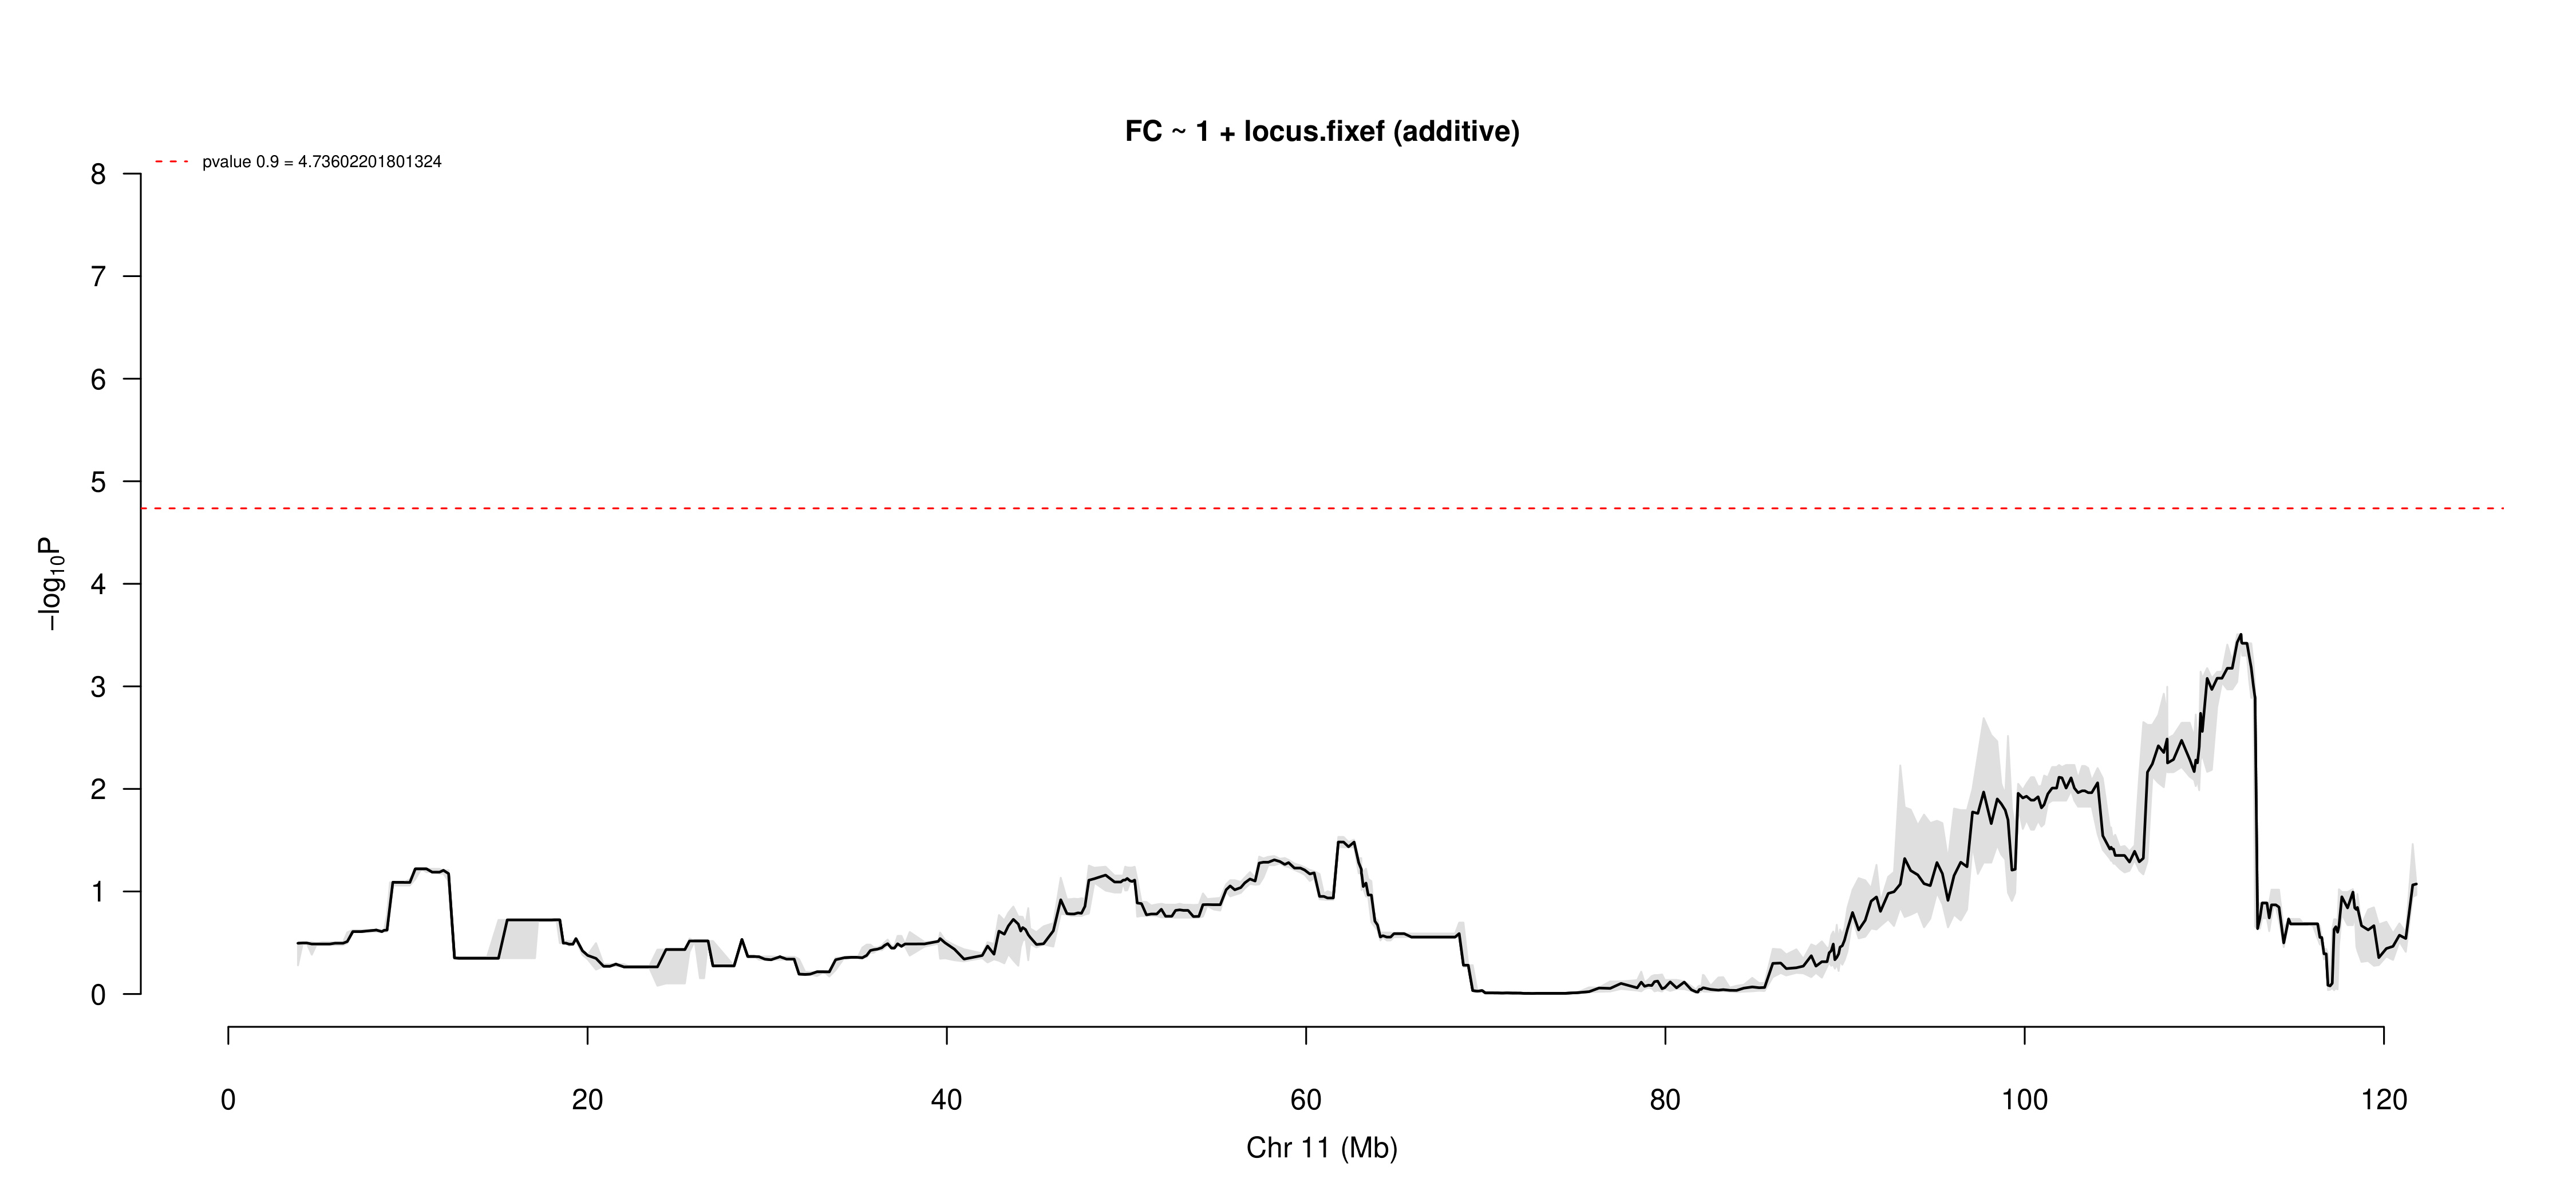 FC ~ 1 + locus.fixef (additive)
pvalue 0.9 = 4.73602201801324
8
7
6
5
4
3
2
1
0
−log10P
0 20 40 60 80 100 120
Chr 11 (Mb)